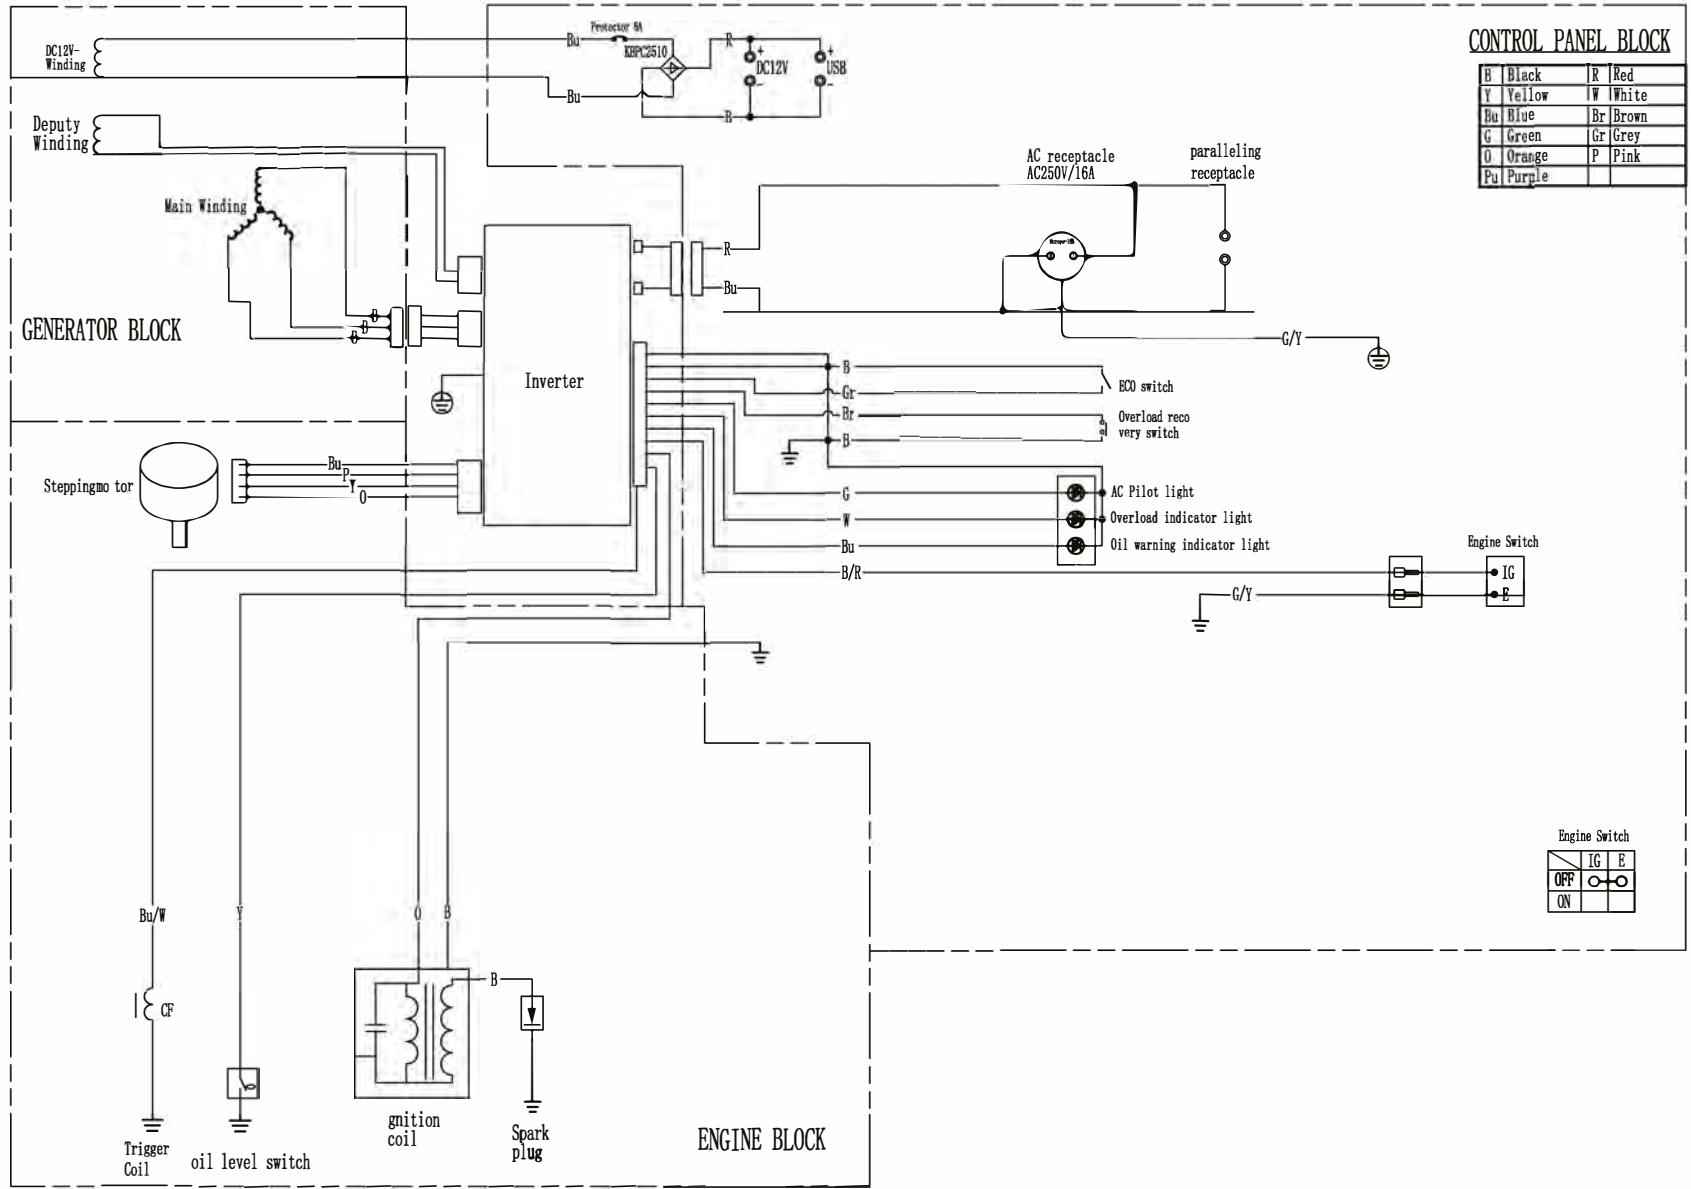 DC12V-
Winding
Bu
Protector 8A
KBPC2510
R
+
+
DC12V
USB
-
-
Bu
B
CONTROL PANEL BLOCK
B Black R Red
Y Yellow W White
Bu Blue Br Brown
G Green Gr Grey
O Orange P Pink
Pu Purple
Deputy
Winding
Main Winding
AC receptacle
AC250V/16A
paralleling
receptacle
R
Bu
G/Y
B
B
B
GENERATOR BLOCK
Inverter
B
Gr
ECO switch
Br
Overload reco
very switch
B
Steppingmo tor
Bu
P
Y
O
G
AC Pilot light
W
Overload indicator light
Bu
Oil warning indicator light
B/R
G/Y
Engine Switch
IG
E
Engine Switch
IG E
OFF
ON
Bu/W
Y
O
B
B
CF
Trigger
Coil
oil level switch
gnition
coil
Spark
plug
ENGINE BLOCK